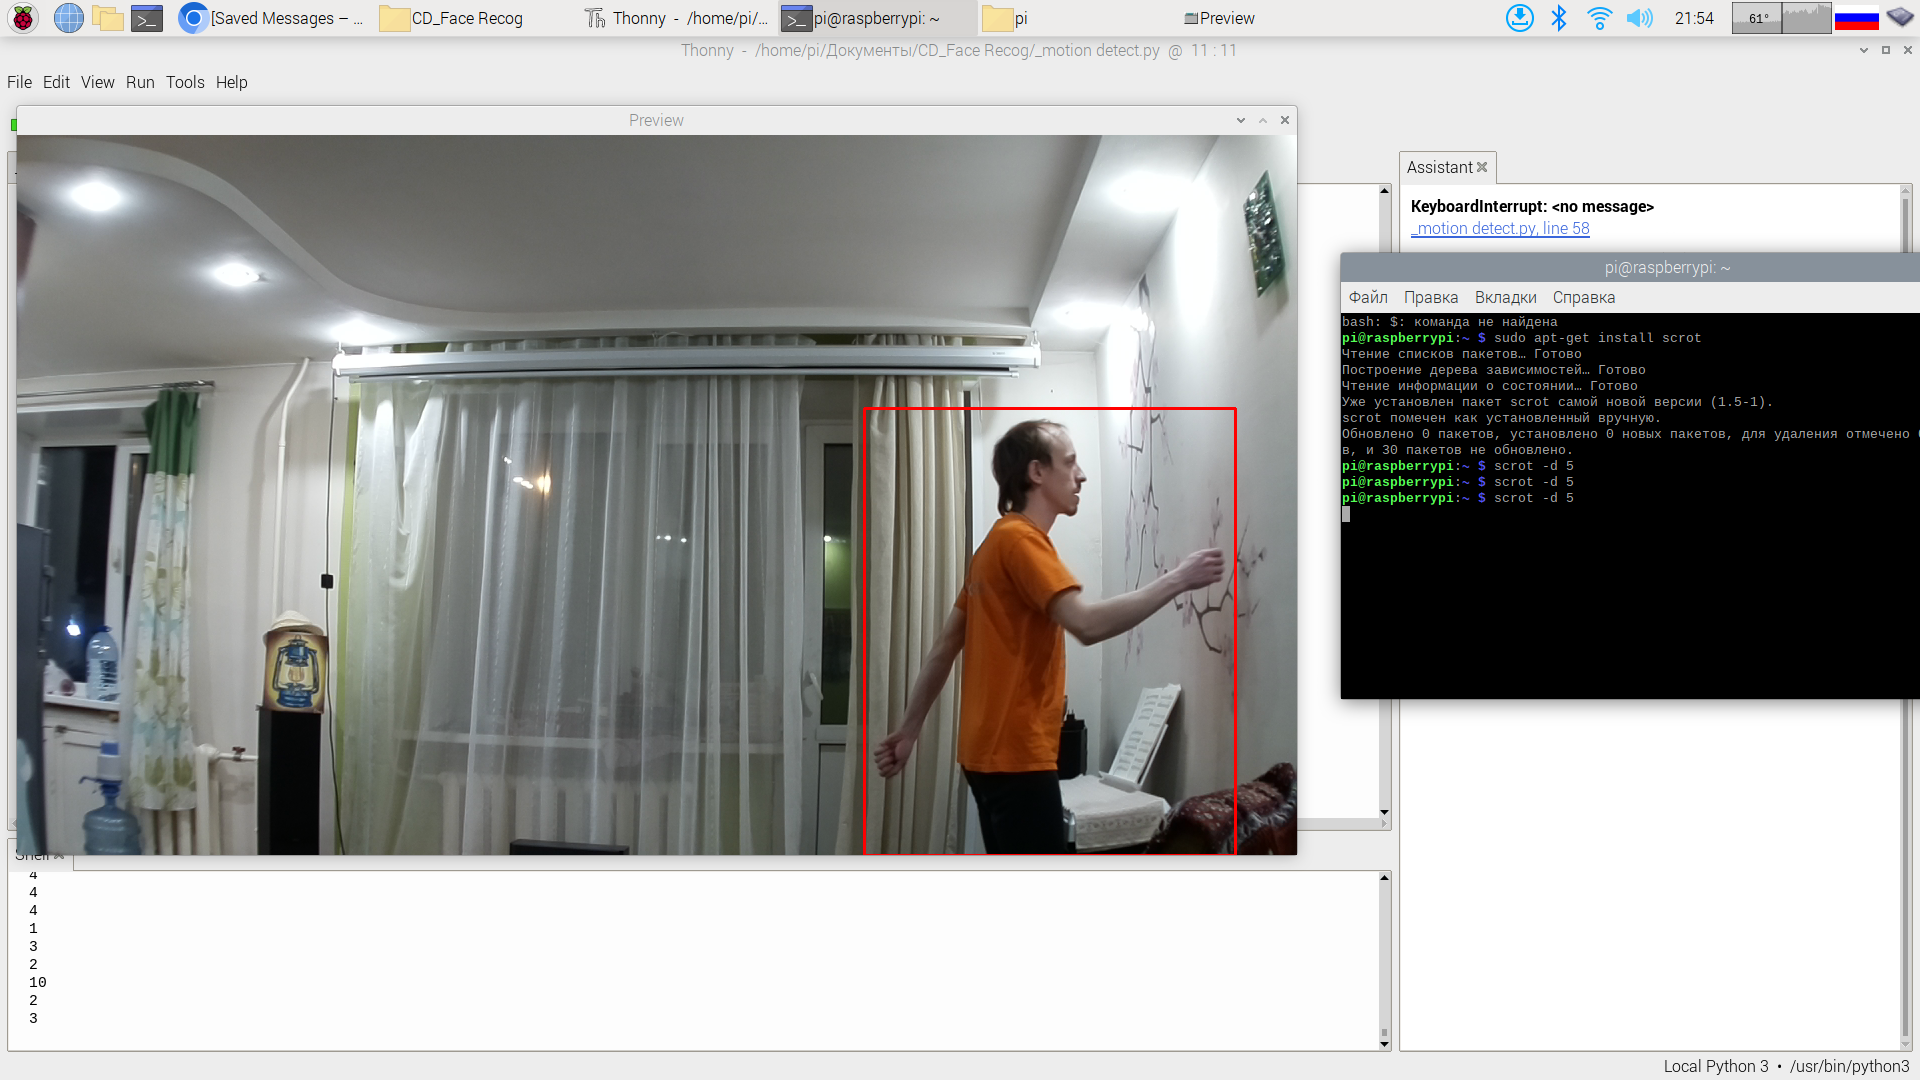 [Saved Messages – ...
CD_Face Recog
Thonny - /home/pi/...
pi@raspberrypi: ~
pi
Preview
21:54
61°
Thonny - /home/pi/Документы/CD_Face Recog/_motion detect.py @ 11 : 11
File Edit View Run Tools Help
Preview
Assistant
KeyboardInterrupt: <no message>
_motion detect.py, line 58
pi@raspberrypi: ~
Файл Правка Вкладки Справка
bash: $: команда не найдена
pi@raspberrypi:~ $ sudo apt-get install scrot
Чтение списков пакетов… Готово
Построение дерева зависимостей… Готово
Чтение информации о состоянии… Готово
Уже установлен пакет scrot самой новой версии (1.5-1).
scrot помечен как установленный вручную.
Обновлено 0 пакетов, установлено 0 новых пакетов, для удаления отмечено
в, и 30 пакетов не обновлено.
pi@raspberrypi:~ $ scrot -d 5
pi@raspberrypi:~ $ scrot -d 5
pi@raspberrypi:~ $ scrot -d 5
Shell
4
4
4
1
3
2
10
2
3
Local Python 3 • /usr/bin/python3